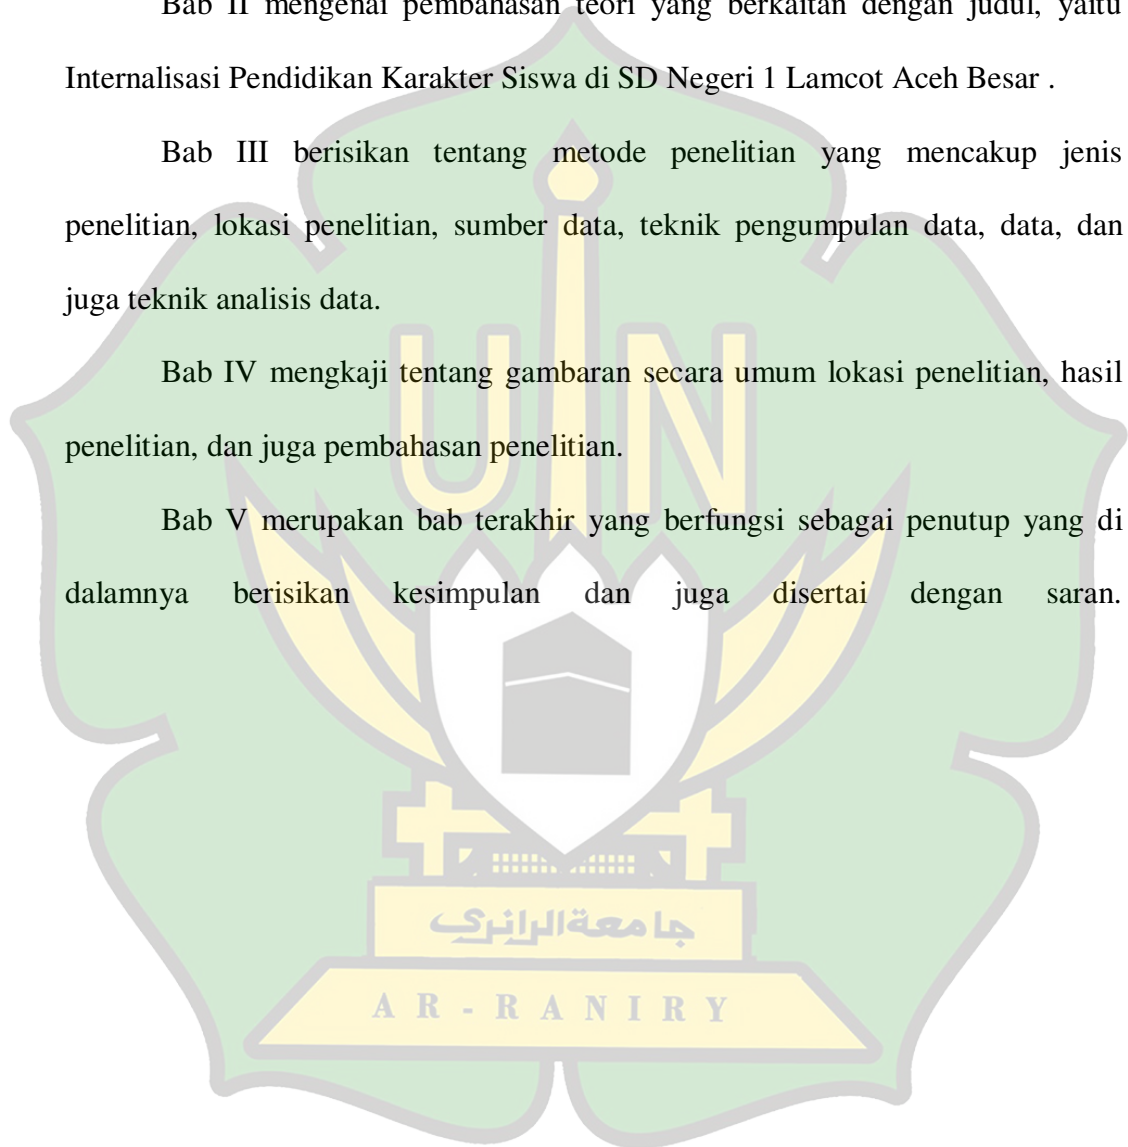 Bab II mengenai pembahasan teori yang berkaitan dengan judul, yaitu
Internalisasi Pendidikan Karakter Siswa di SD Negeri 1 Lamcot Aceh Besar .
Bab III berisikan tentang metode penelitian yang mencakup jenis
penelitian, lokasi penelitian, sumber data, teknik pengumpulan data, data, dan
juga teknik analisis data.
UIN
Bab IV mengkaji tentang gambaran secara umum lokasi penelitian, hasil
penelitian, dan juga pembahasan penelitian.
Bab V merupakan bab terakhir yang berfungsi sebagai penutup yang di
dalamnya berisikan kesimpulan dan juga disertai dengan saran.
جامعة الرانري
AR-RANIRY